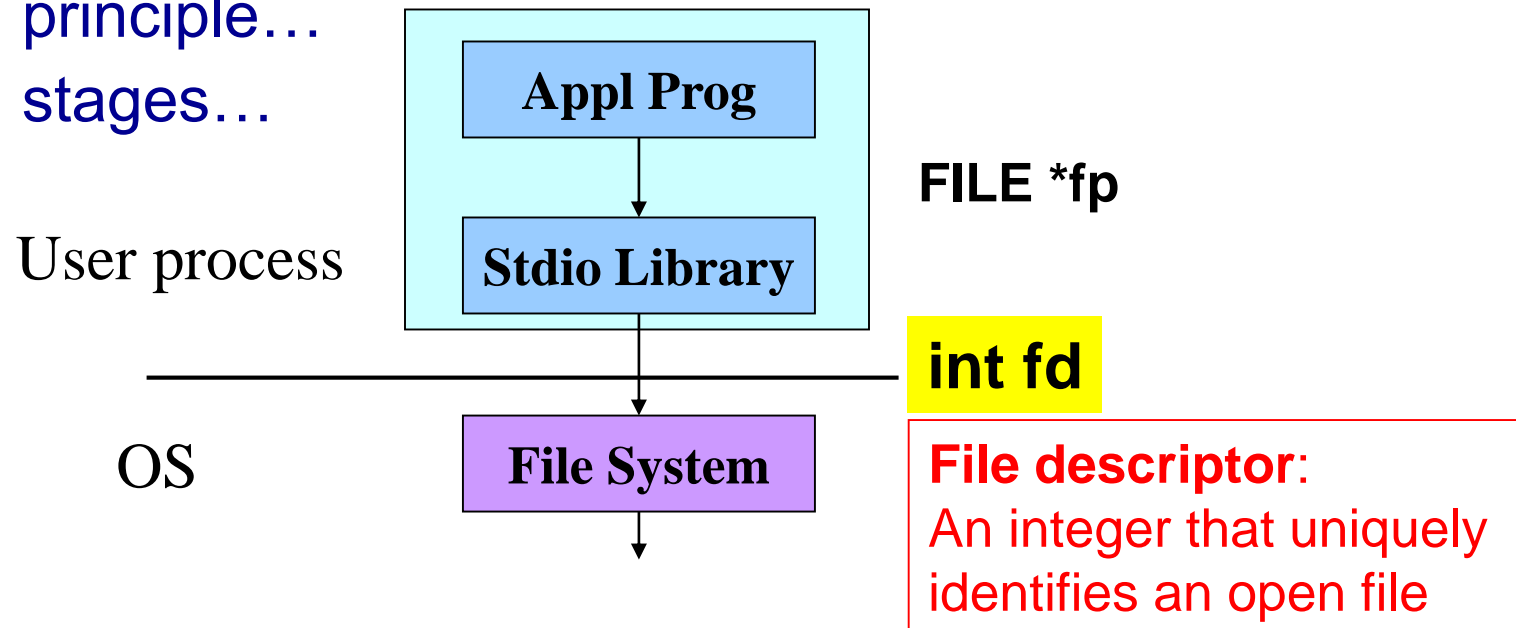 principle…
stages…
Appl Prog
FILE *fp
User process
Stdio Library
int fd
OS
File System
File descriptor:
An integer that uniquely
identifies an open file